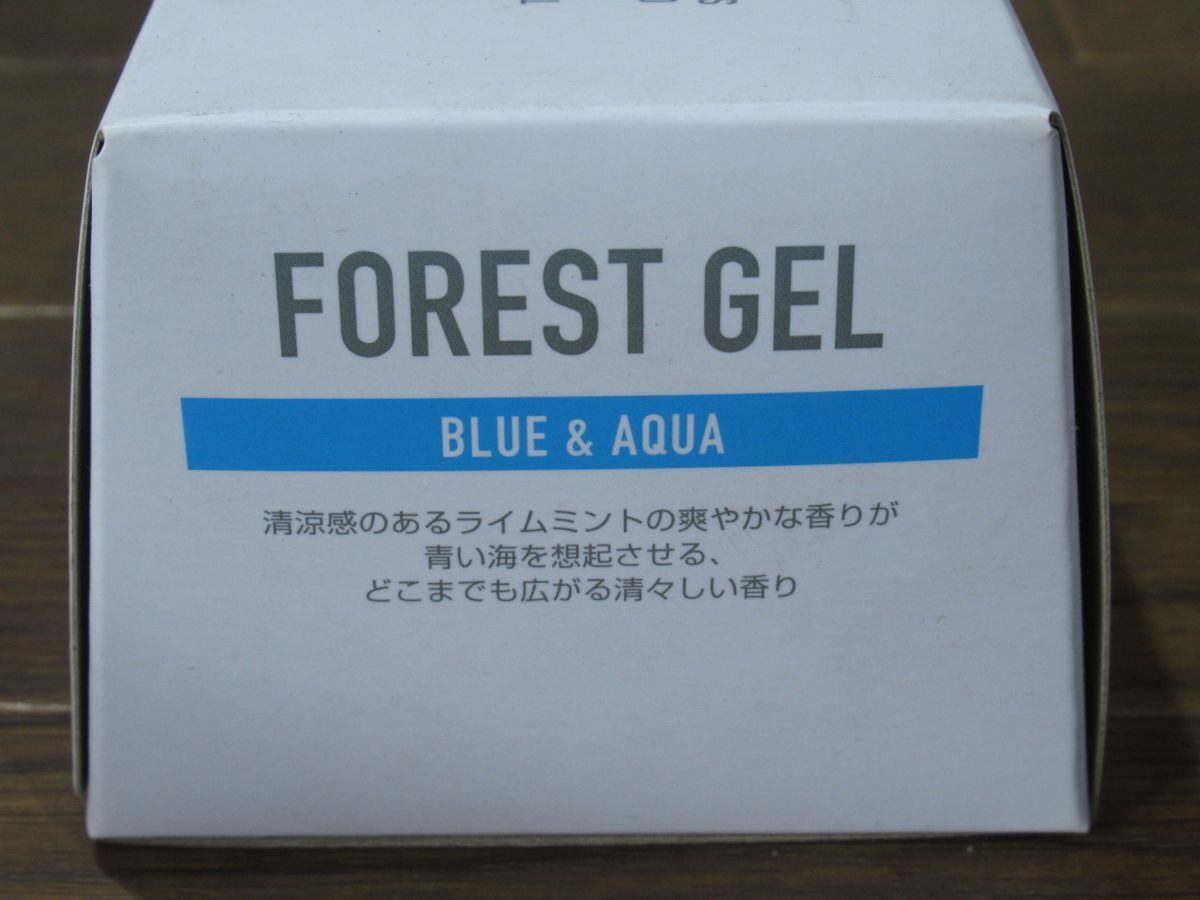 FOREST GEL
BLUE & AQUA
清涼感のあるライムミントの爽やかな香りが
青い海を想起させる、
どこまでも広がる清々しい香り